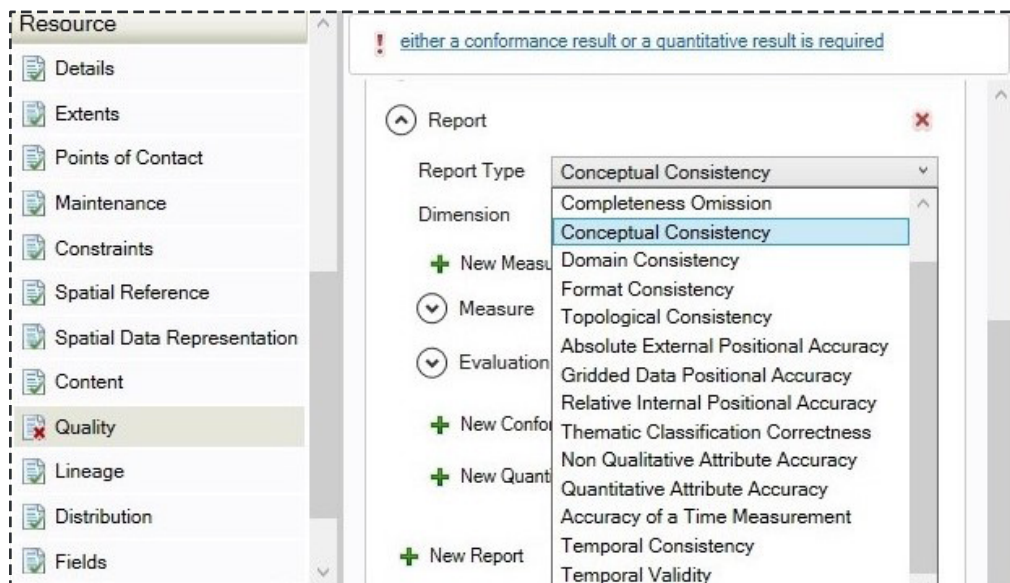 Resource
Details
Extents
Points of Contact
Maintenance
Constraints
Spatial Reference
Spatial Data Representation
Content
Quality
Lineage
Distribution
Fields
! either a conformance result or a quantitative result is required
Report
Report Type
Conceptual Consistency
Dimension
New Measu
Measure
Evaluation
New Confo
New Quanti
New Report
Completeness Omission
Conceptual Consistency
Domain Consistency
Format Consistency
Topological Consistency
Absolute External Positional Accuracy
Gridded Data Positional Accuracy
Relative Internal Positional Accuracy
Thematic Classification Correctness
Non Qualitative Attribute Accuracy
Quantitative Attribute Accuracy
Accuracy of a Time Measurement
Temporal Consistency
Temporal Validity